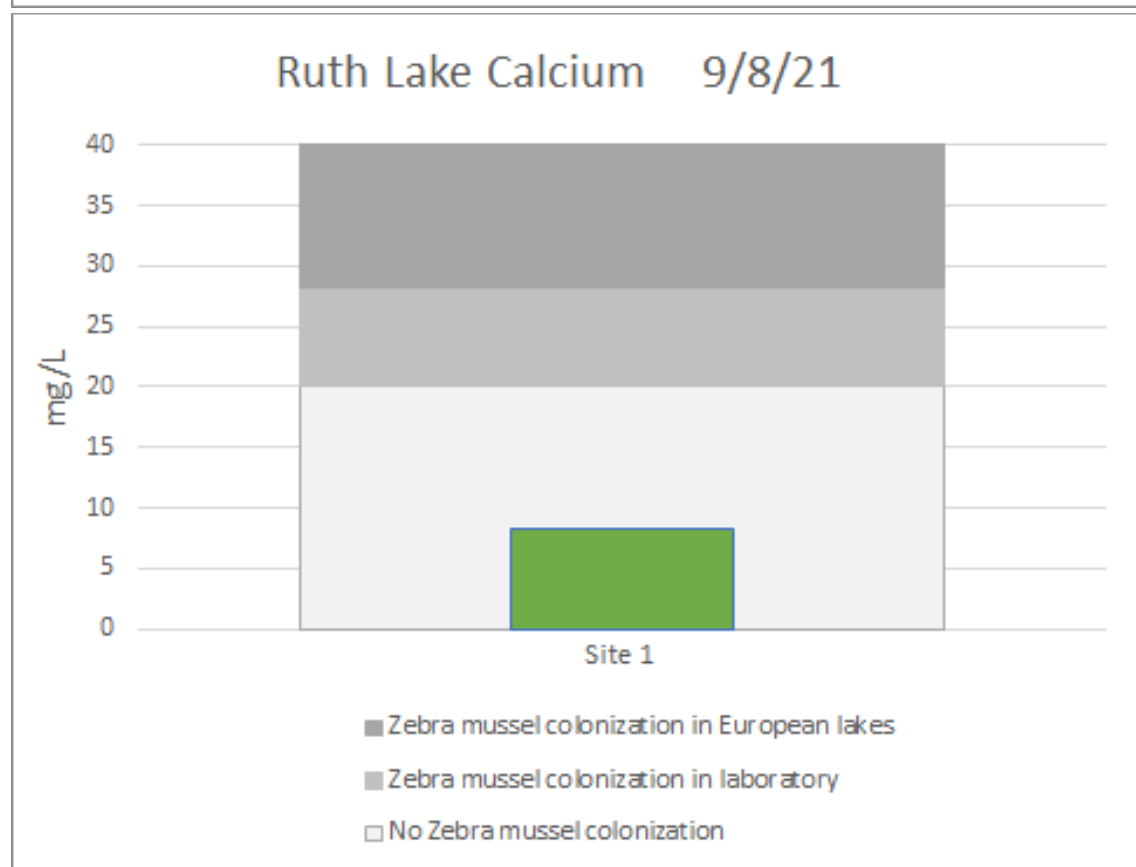 Ruth Lake Calcium 9/8/21
40
35
30
25
20
15
10
5
0
mg/L
Site 1
Zebra mussel colonization in European lakes
Zebra mussel colonization in laboratory
No Zebra mussel colonization